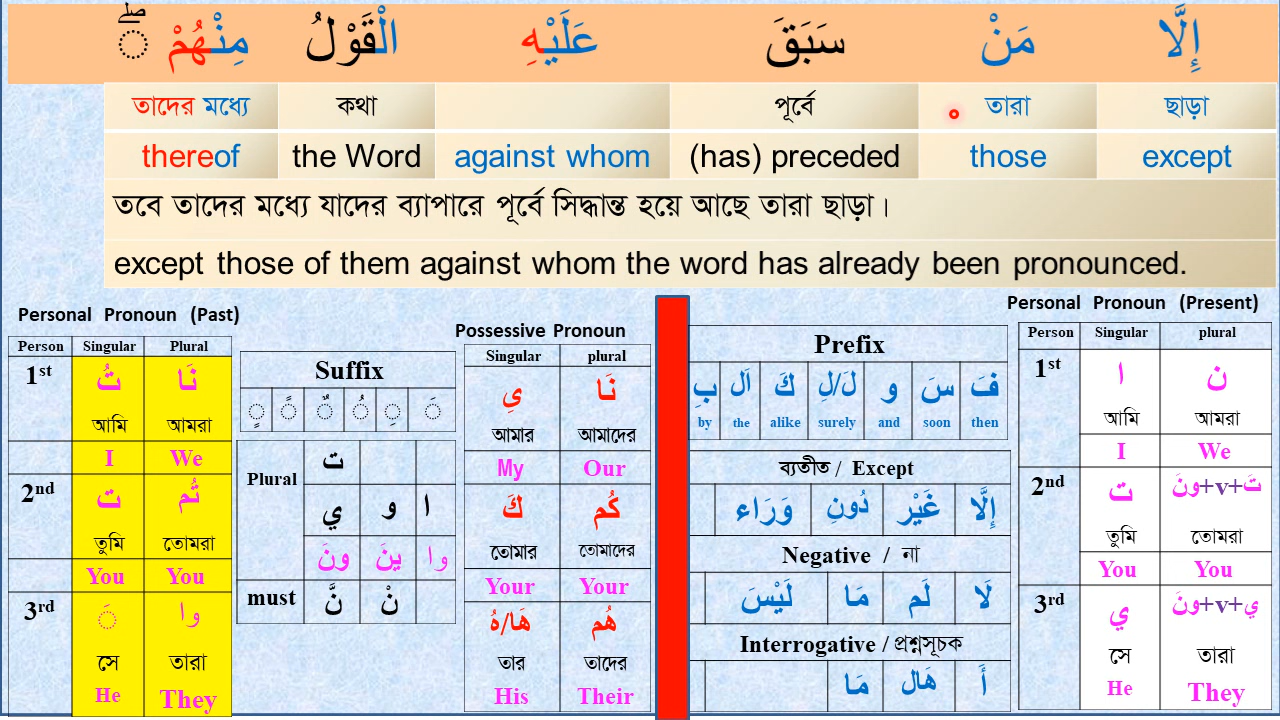 إِلَّا مَنْ سَبَقَ عَلَيْهِ الْقَوْلُ مِنْهُمْ ۖ
তাদের মধ্যে কথা পূর্বে তারা ছাড়া
thereof the Word against whom (has) preceded those except
তবে তাদের মধ্যে যাদের ব্যাপারে পূর্বে সিদ্ধান্ত হয়ে আছে তারা ছাড়া।
except those of them against whom the word has already been pronounced.
Personal Pronoun (Past)
Person Singular Plural
1st تُ نَا
আমি আমরা
I We
2nd ت تُم
তুমি তোমরা
You You
3rd َ وا
সে তারা
He They
Suffix
ٍ ً ٌ ُ ِ َ
Plural ت
ي و ا
ونَ ينَ وا
must نَّ نْ
Possessive Pronoun
Singular plural
يِ نَا
আমার আমাদের
My Our
كَ كُم
তোমার তোমাদের
Your Your
هَا/هُ هُم
তার তাদের
His Their
Prefix
بِ اَل كَ لَ/لِ و سَ فَ
by the alike surely and soon then
ব্যতীত / Except
وَرَاء دُونِ غَيْر إِلَّا
Negative / না
لَيْسَ مَا لَم لَا
Interrogative / প্রশ্নসূচক
مَا هَال أَ
Personal Pronoun (Present)
Person Singular plural
1st ا ن
আমি আমরা
I We
2nd ت تَ+v+ونَ
তুমি তোমরা
You You
3rd ي ي+v+ونَ
সে তারা
He They